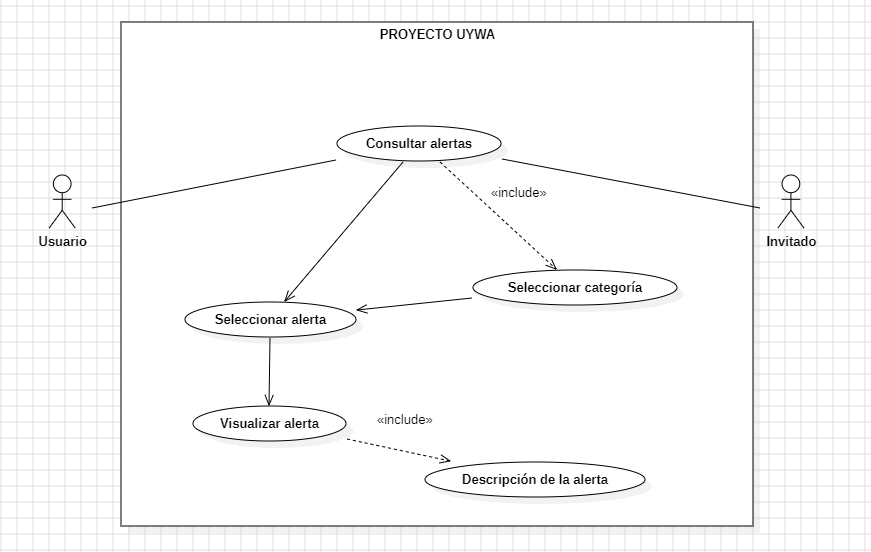 PROYECTO UYWA
Consultar alertas
«include»
Usuario
Invitado
Seleccionar categoría
Seleccionar alerta
Visualizar alerta
«include»
Descripción de la alerta